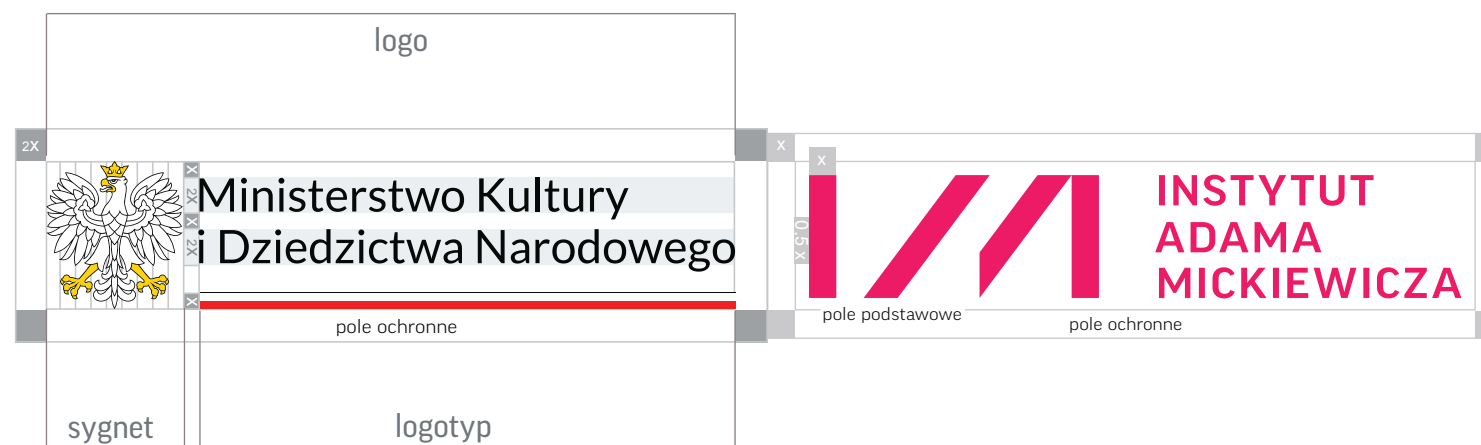 logo
2X
X
X
X
Ministerstwo Kultury
2X
X
i Dziedzictwa Narodowego
2X
X
INSTYTUT
ADAMA
MICKIEWICZA
0,5 x
pole podstawowe
pole ochronne
pole ochronne
sygnet
logotyp